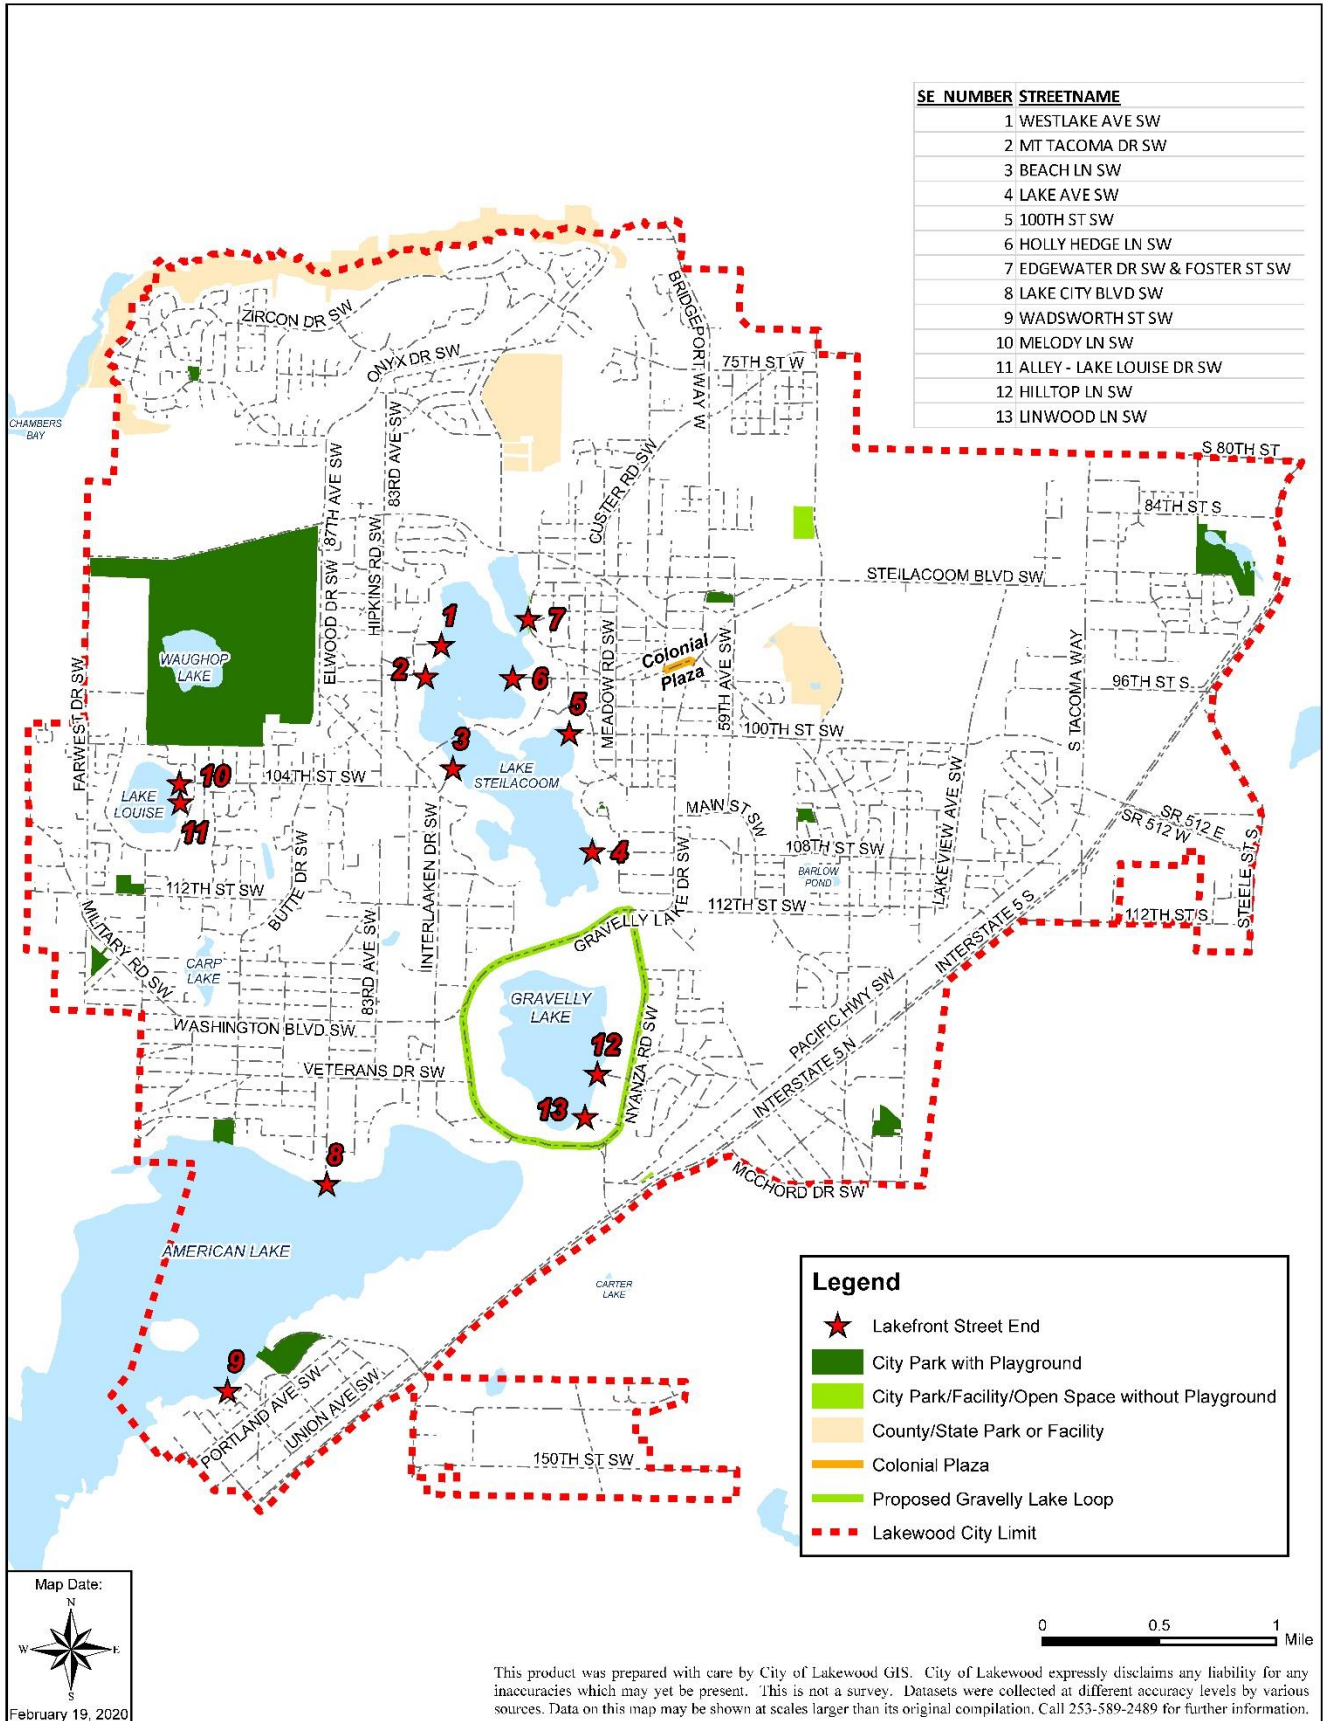 SE_NUMBER STREETNAME
1 WESTLAKE AVE SW
2 MT TACOMA DR SW
3 BEACH LN SW
4 LAKE AVE SW
5 100TH ST SW
6 HOLLY HEDGE LN SW
7 EDGEWATER DR SW & FOSTER ST SW
8 LAKE CITY BLVD SW
9 WADSWORTH ST SW
10 MELODY LN SW
11 ALLEY - LAKE LOUISE DR SW
12 HILLTOP LN SW
13 LINWOOD LN SW
ZIRCON DR SW
ONYX DR SW
BRIDGEPORT WAY W
75TH ST W
CHAMBERS
BAY
83RD AVE SW
87TH AVE SW
CUSTER RD SW
S 80TH ST
84TH ST S
HIPKINS RD SW
ELWOOD DR SW
STEILACOOM BLVD SW
1
7
2
6
WAUGHOP
LAKE
MEADOW RD SW
Colonial
Plaza
59TH AVE SW
S TACOMA WAY
96TH ST S
FARWEST DR SW
5
100TH ST SW
3
LAKE
STEILACOOM
10
104TH ST SW
LAKE
LOUISE
11
MAIN ST SW
SR 512 E
SR 512 W
4
108TH ST SW
BARLOW
POND
LAKEVIEW AVE SW
STEELE ST S
112TH ST SW
BUTTE DR SW
INTERLAAKEN DR SW
GRAVELLY LAKE DR SW
112TH ST SW
112TH ST S
MILITARY RD SW
CARP
LAKE
83RD AVE SW
INTERSTATE 5 S
GRAVELLY
LAKE
WASHINGTON BLVD SW
PACIFIC HWY SW
12
VETERANS DR SW
NYANZA RD SW
INTERSTATE 5 N
13
8
MCCHORD DR SW
AMERICAN LAKE
CARTER
LAKE
9
PORTLAND AVE SW
UNION AVE SW
150TH ST SW
Legend
Lakefront Street End
City Park with Playground
City Park/Facility/Open Space without Playground
County/State Park or Facility
Colonial Plaza
Proposed Gravelly Lake Loop
Lakewood City Limit
Map Date:
N
W E
S
February 19, 2020
0 0.5 1
Mile
This product was prepared with care by City of Lakewood GIS. City of Lakewood expressly disclaims any liability for any
inaccuracies which may yet be present. This is not a survey. Datasets were collected at different accuracy levels by various
sources. Data on this map may be shown at scales larger than its original compilation. Call 253-589-2489 for further information.